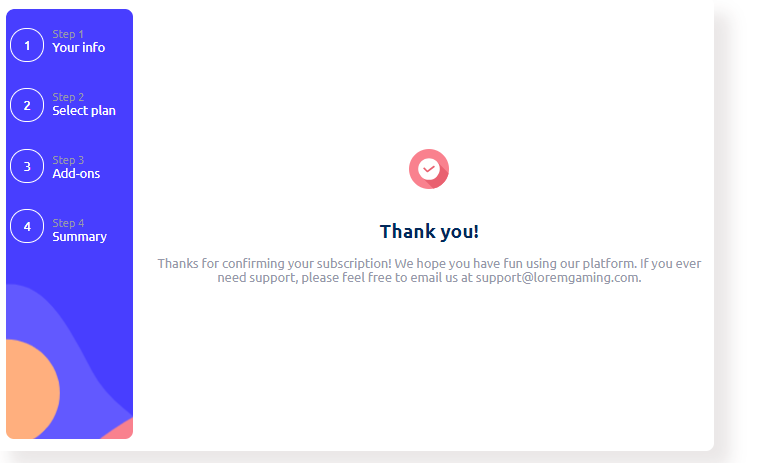 1
Step 1
Your info
2
Step 2
Select plan
3
Step 3
Add-ons
4
Step 4
Summary
Thank you!
Thanks for confirming your subscription! We hope you have fun using our platform. If you ever
need support, please feel free to email us at support@loremgaming.com.